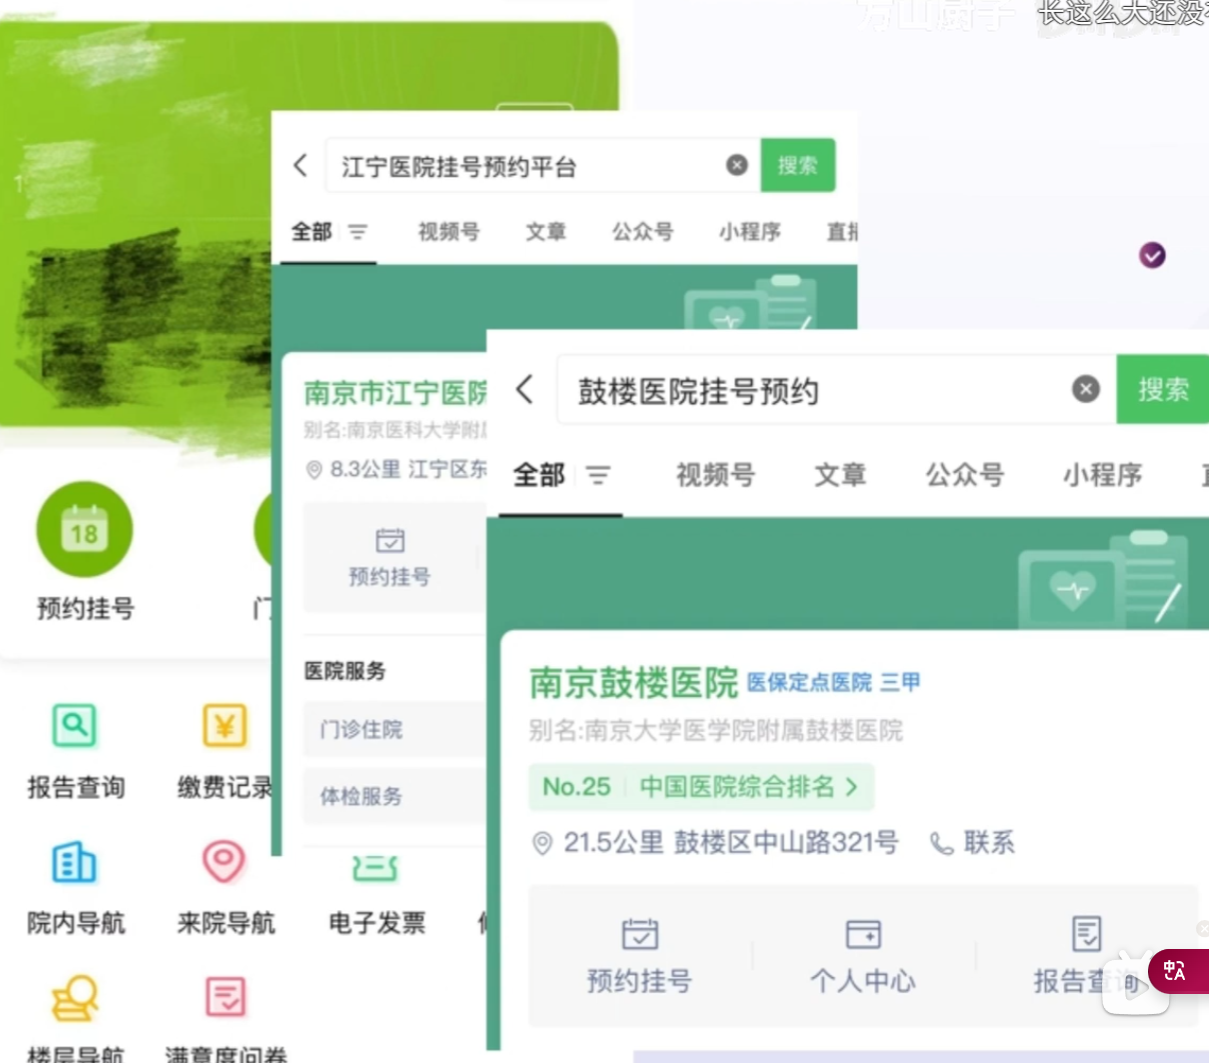 长这么大还没
江宁医院挂号预约平台
搜索
全部
视频号
文章
公众号
小程序
南京市江宁医院
别名:南京医科大学附
8.3公里 江宁区东
预约挂号
医院服务
门诊住院
体检服务
鼓楼医院挂号预约
搜索
全部
视频号
文章
公众号
小程序
南京鼓楼医院 医保定点医院 三甲
别名:南京大学医学院附属鼓楼医院
No.25 中国医院综合排名
21.5公里 鼓楼区中山路321号 联系
预约挂号
个人中心
报告查询
18
预约挂号
门
报告查询
缴费记录
院内导航
来院导航
电子发票
楼层导航
满意度问卷